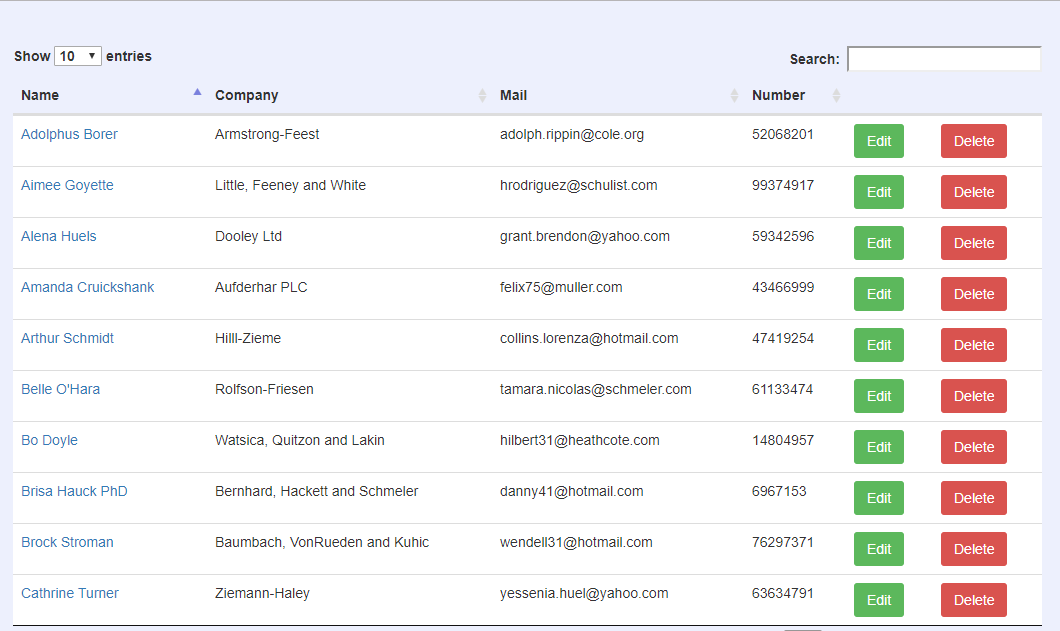 Show 10 entries
Search:
Name Company Mail Number
Adolphus Borer Armstrong-Feest adolph.rippin@cole.org 52068201 Edit Delete
Aimee Goyette Little, Feeney and White hrodriguez@schulist.com 99374917 Edit Delete
Alena Huels Dooley Ltd grant.brendon@yahoo.com 59342596 Edit Delete
Amanda Cruickshank Aufderhar PLC felix75@muller.com 43466999 Edit Delete
Arthur Schmidt Hilll-Zieme collins.lorenza@hotmail.com 47419254 Edit Delete
Belle O'Hara Rolfson-Friesen tamara.nicolas@schmeler.com 61133474 Edit Delete
Bo Doyle Watsica, Quitzon and Lakin hilbert31@heathcote.com 14804957 Edit Delete
Brisa Hauck PhD Bernhard, Hackett and Schmeler danny41@hotmail.com 6967153 Edit Delete
Brock Stroman Baumbach, VonRueden and Kuhic wendell31@hotmail.com 76297371 Edit Delete
Cathrine Turner Ziemann-Haley yessenia.huel@yahoo.com 63634791 Edit Delete